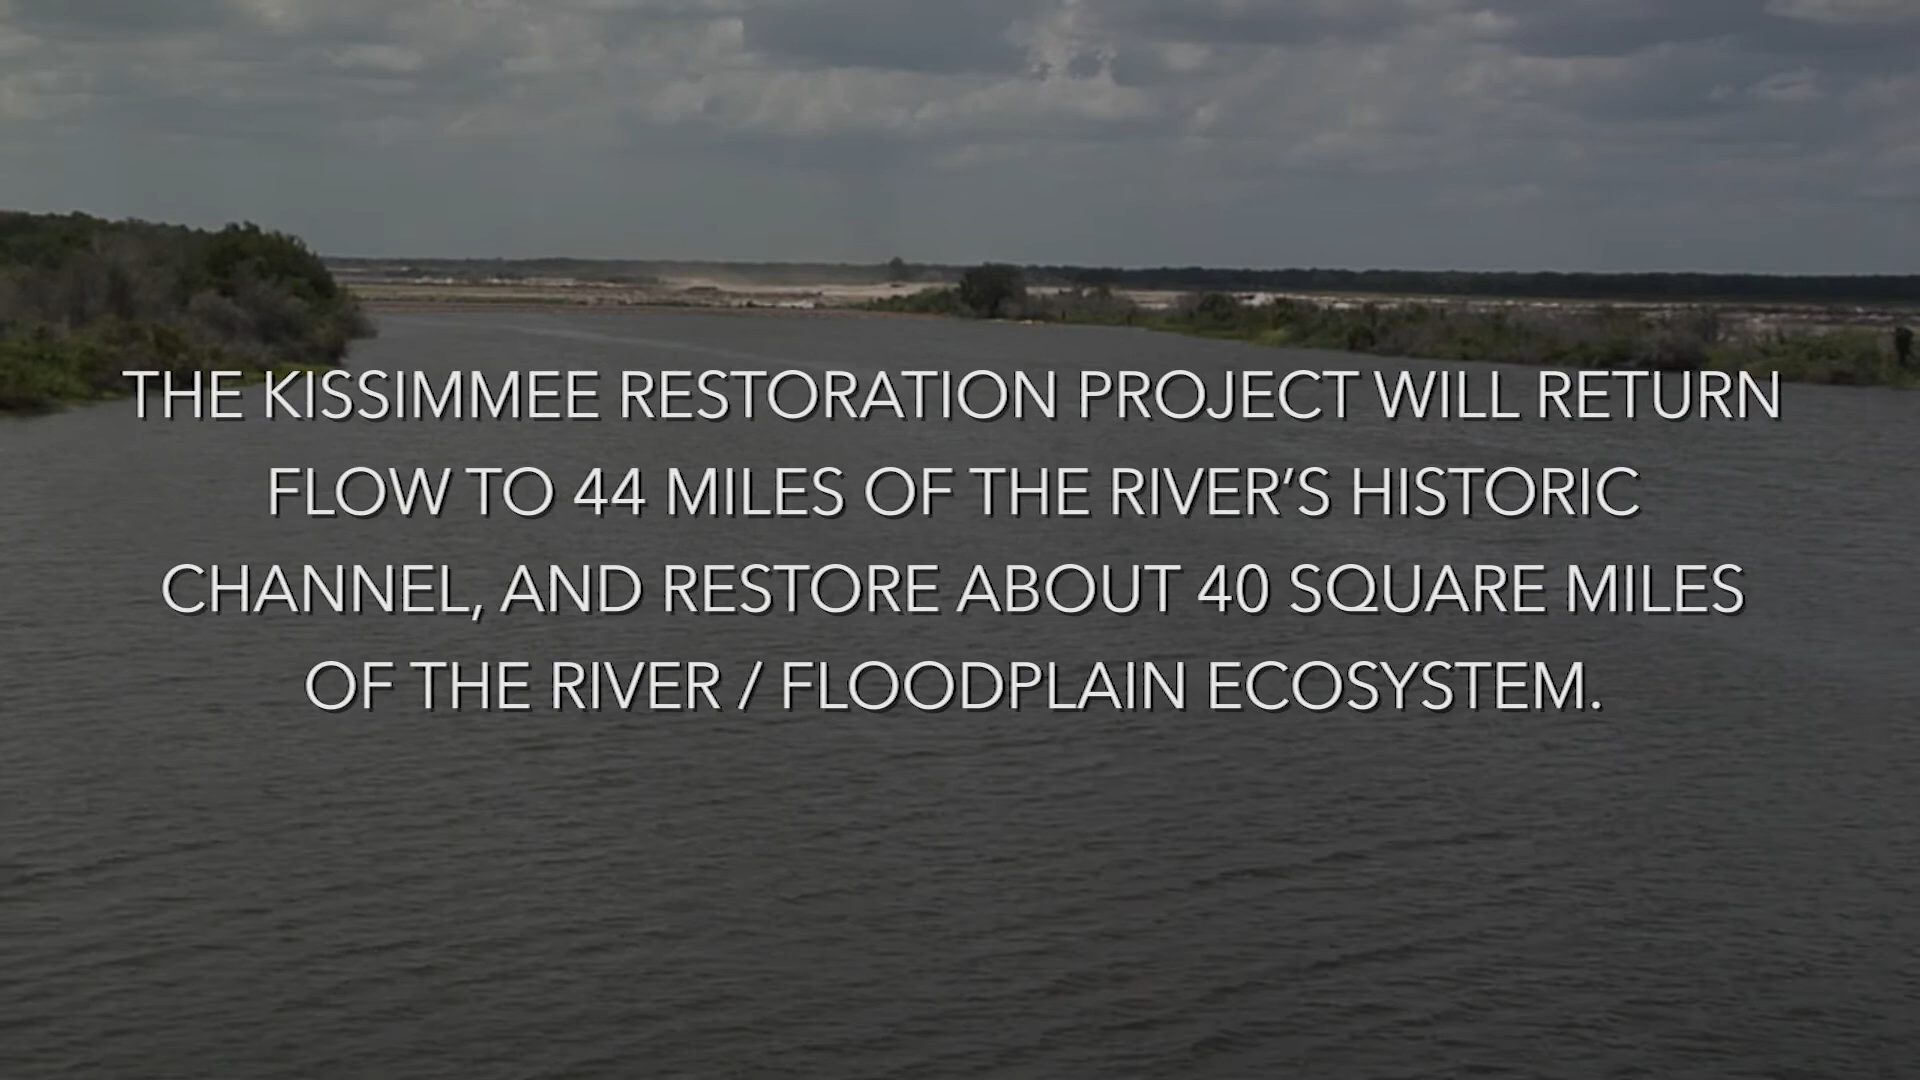 THE KISSIMMEE RESTORATION PROJECT WILL RETURN
FLOW TO 44 MILES OF THE RIVER’S HISTORIC
CHANNEL, AND RESTORE ABOUT 40 SQUARE MILES
OF THE RIVER / FLOODPLAIN ECOSYSTEM.